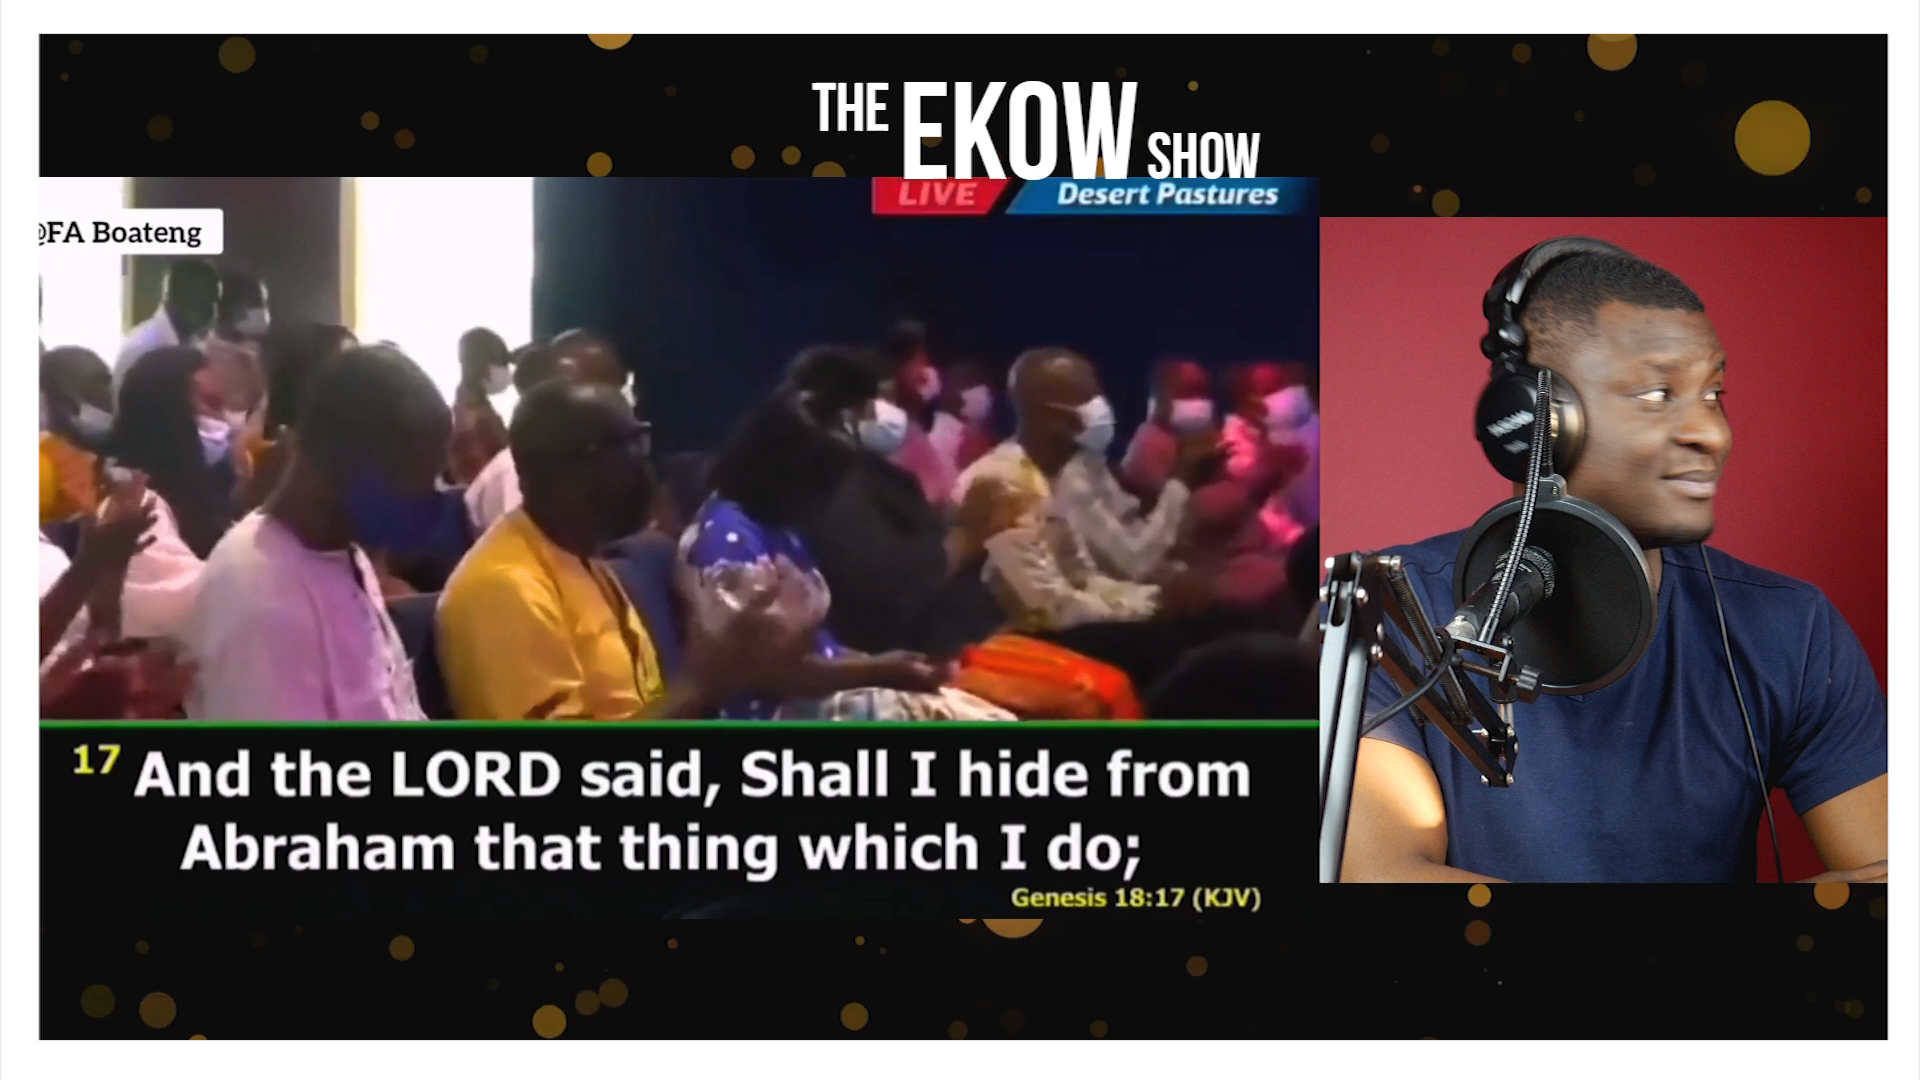 THE EKOW SHOW
LIVE
Desert Pastures
@FA Boateng
17 And the LORD said, Shall I hide from
Abraham that thing which I do;
Genesis 18:17 (KJV)